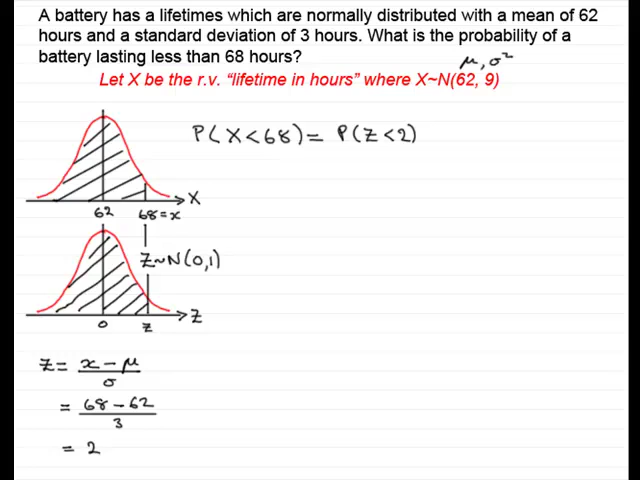 A battery has a lifetimes which are normally distributed with a mean of 62
hours and a standard deviation of 3 hours. What is the probability of a
battery lasting less than 68 hours?
μ, σ²
Let X be the r.v. “lifetime in hours” where X~N(62, 9)
P(X<68) = P(Z<2)
X
62 68=x
Z~N(0,1)
Z
0 z
z = x - μ
σ
= 68 - 62
3
= 2